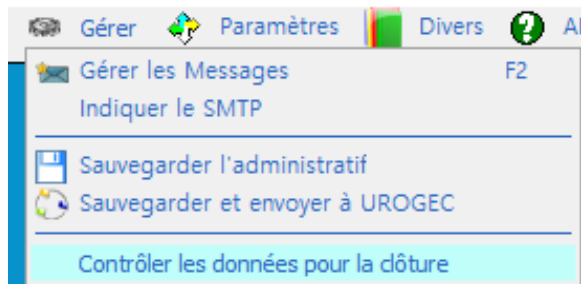 Gérer Paramètres Divers
Gérer les Messages F2
Indiquer le SMTP
Sauvegarder l'administratif
Sauvegarder et envoyer à UROGEC
Contrôler les données pour la clôture